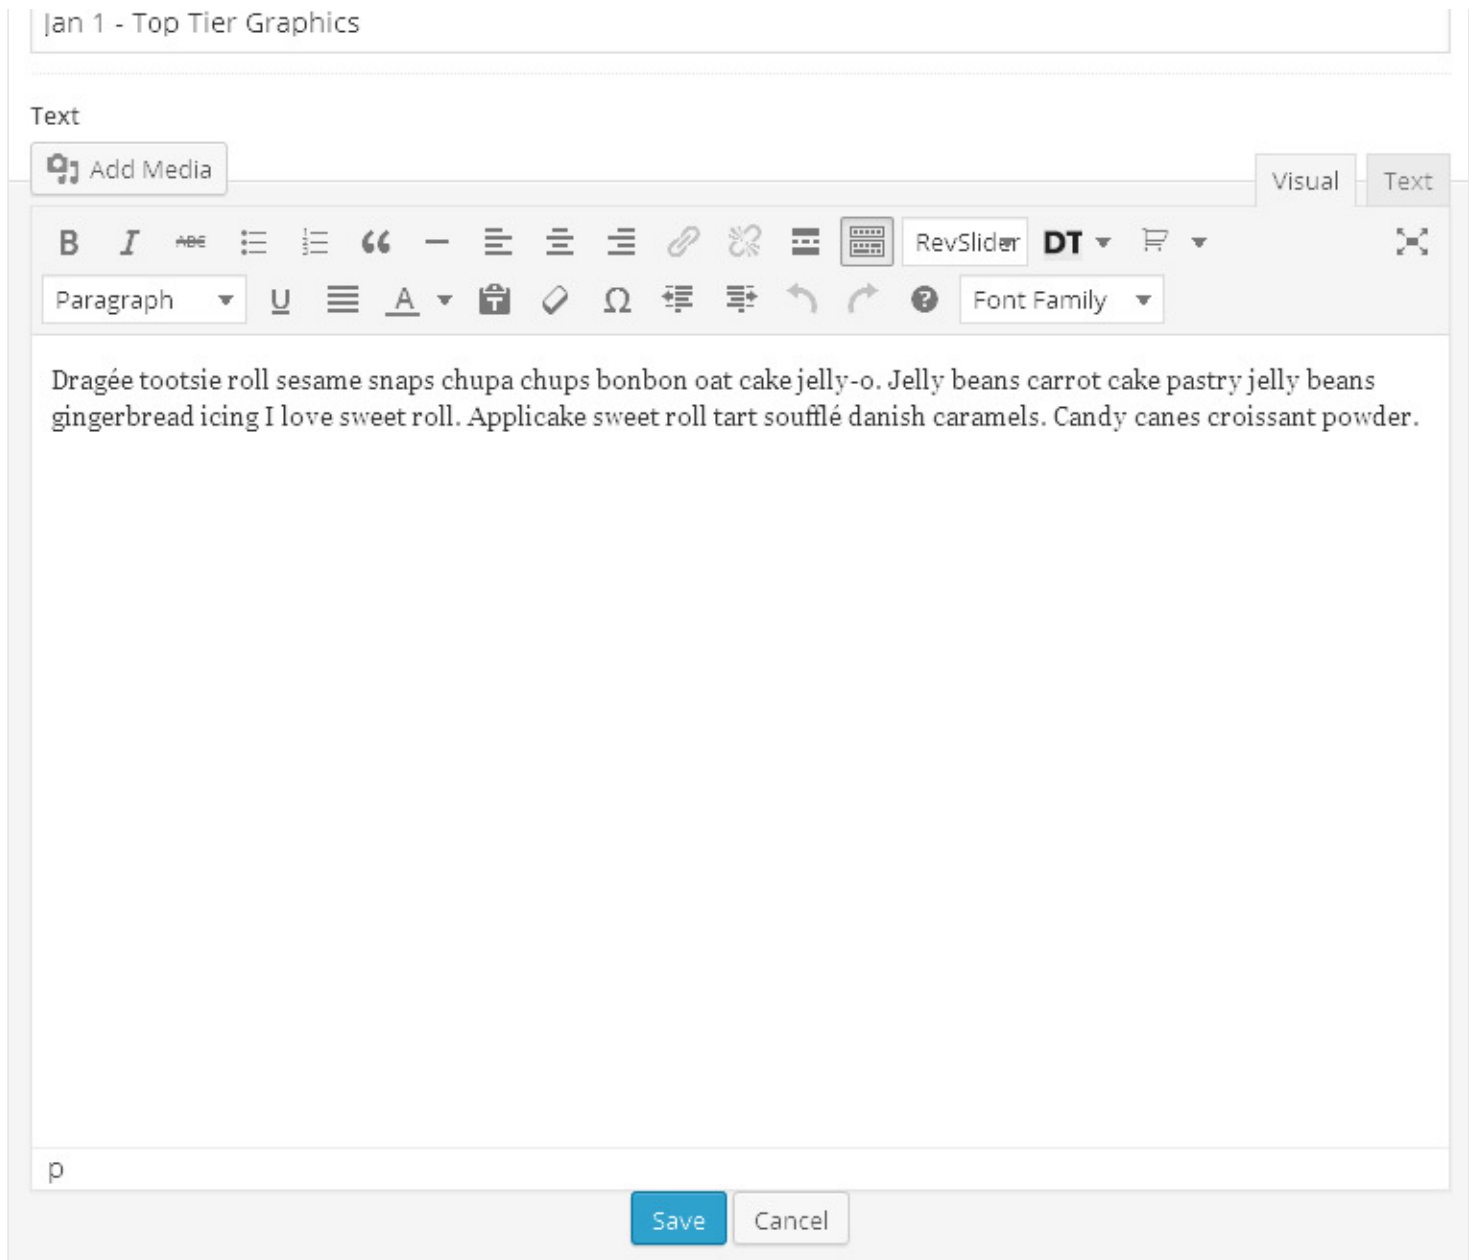 Jan 1 - Top Tier Graphics
Text
Add Media
Visual Text
B I ABC RevSlider DT
Paragraph U A T Ω ? Font Family
Dragée tootsie roll sesame snaps chupa chups bonbon oat cake jelly-o. Jelly beans carrot cake pastry jelly beans
gingerbread icing I love sweet roll. Applicake sweet roll tart soufflé danish caramels. Candy canes croissant powder.
p
Save Cancel